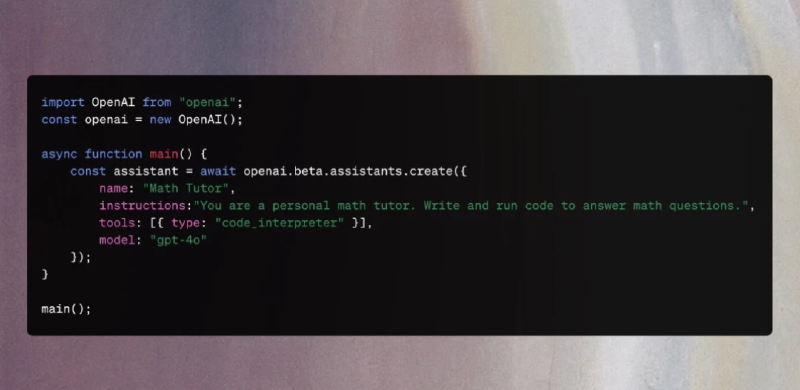 import OpenAI from "openai";
const openai = new OpenAI();
async function main() {
const assistant = await openai.beta.assistants.create({
name: "Math Tutor",
instructions:"You are a personal math tutor. Write and run code to answer math questions.",
tools: [{ type: "code_interpreter" }],
model: "gpt-4o"
});
}
main();